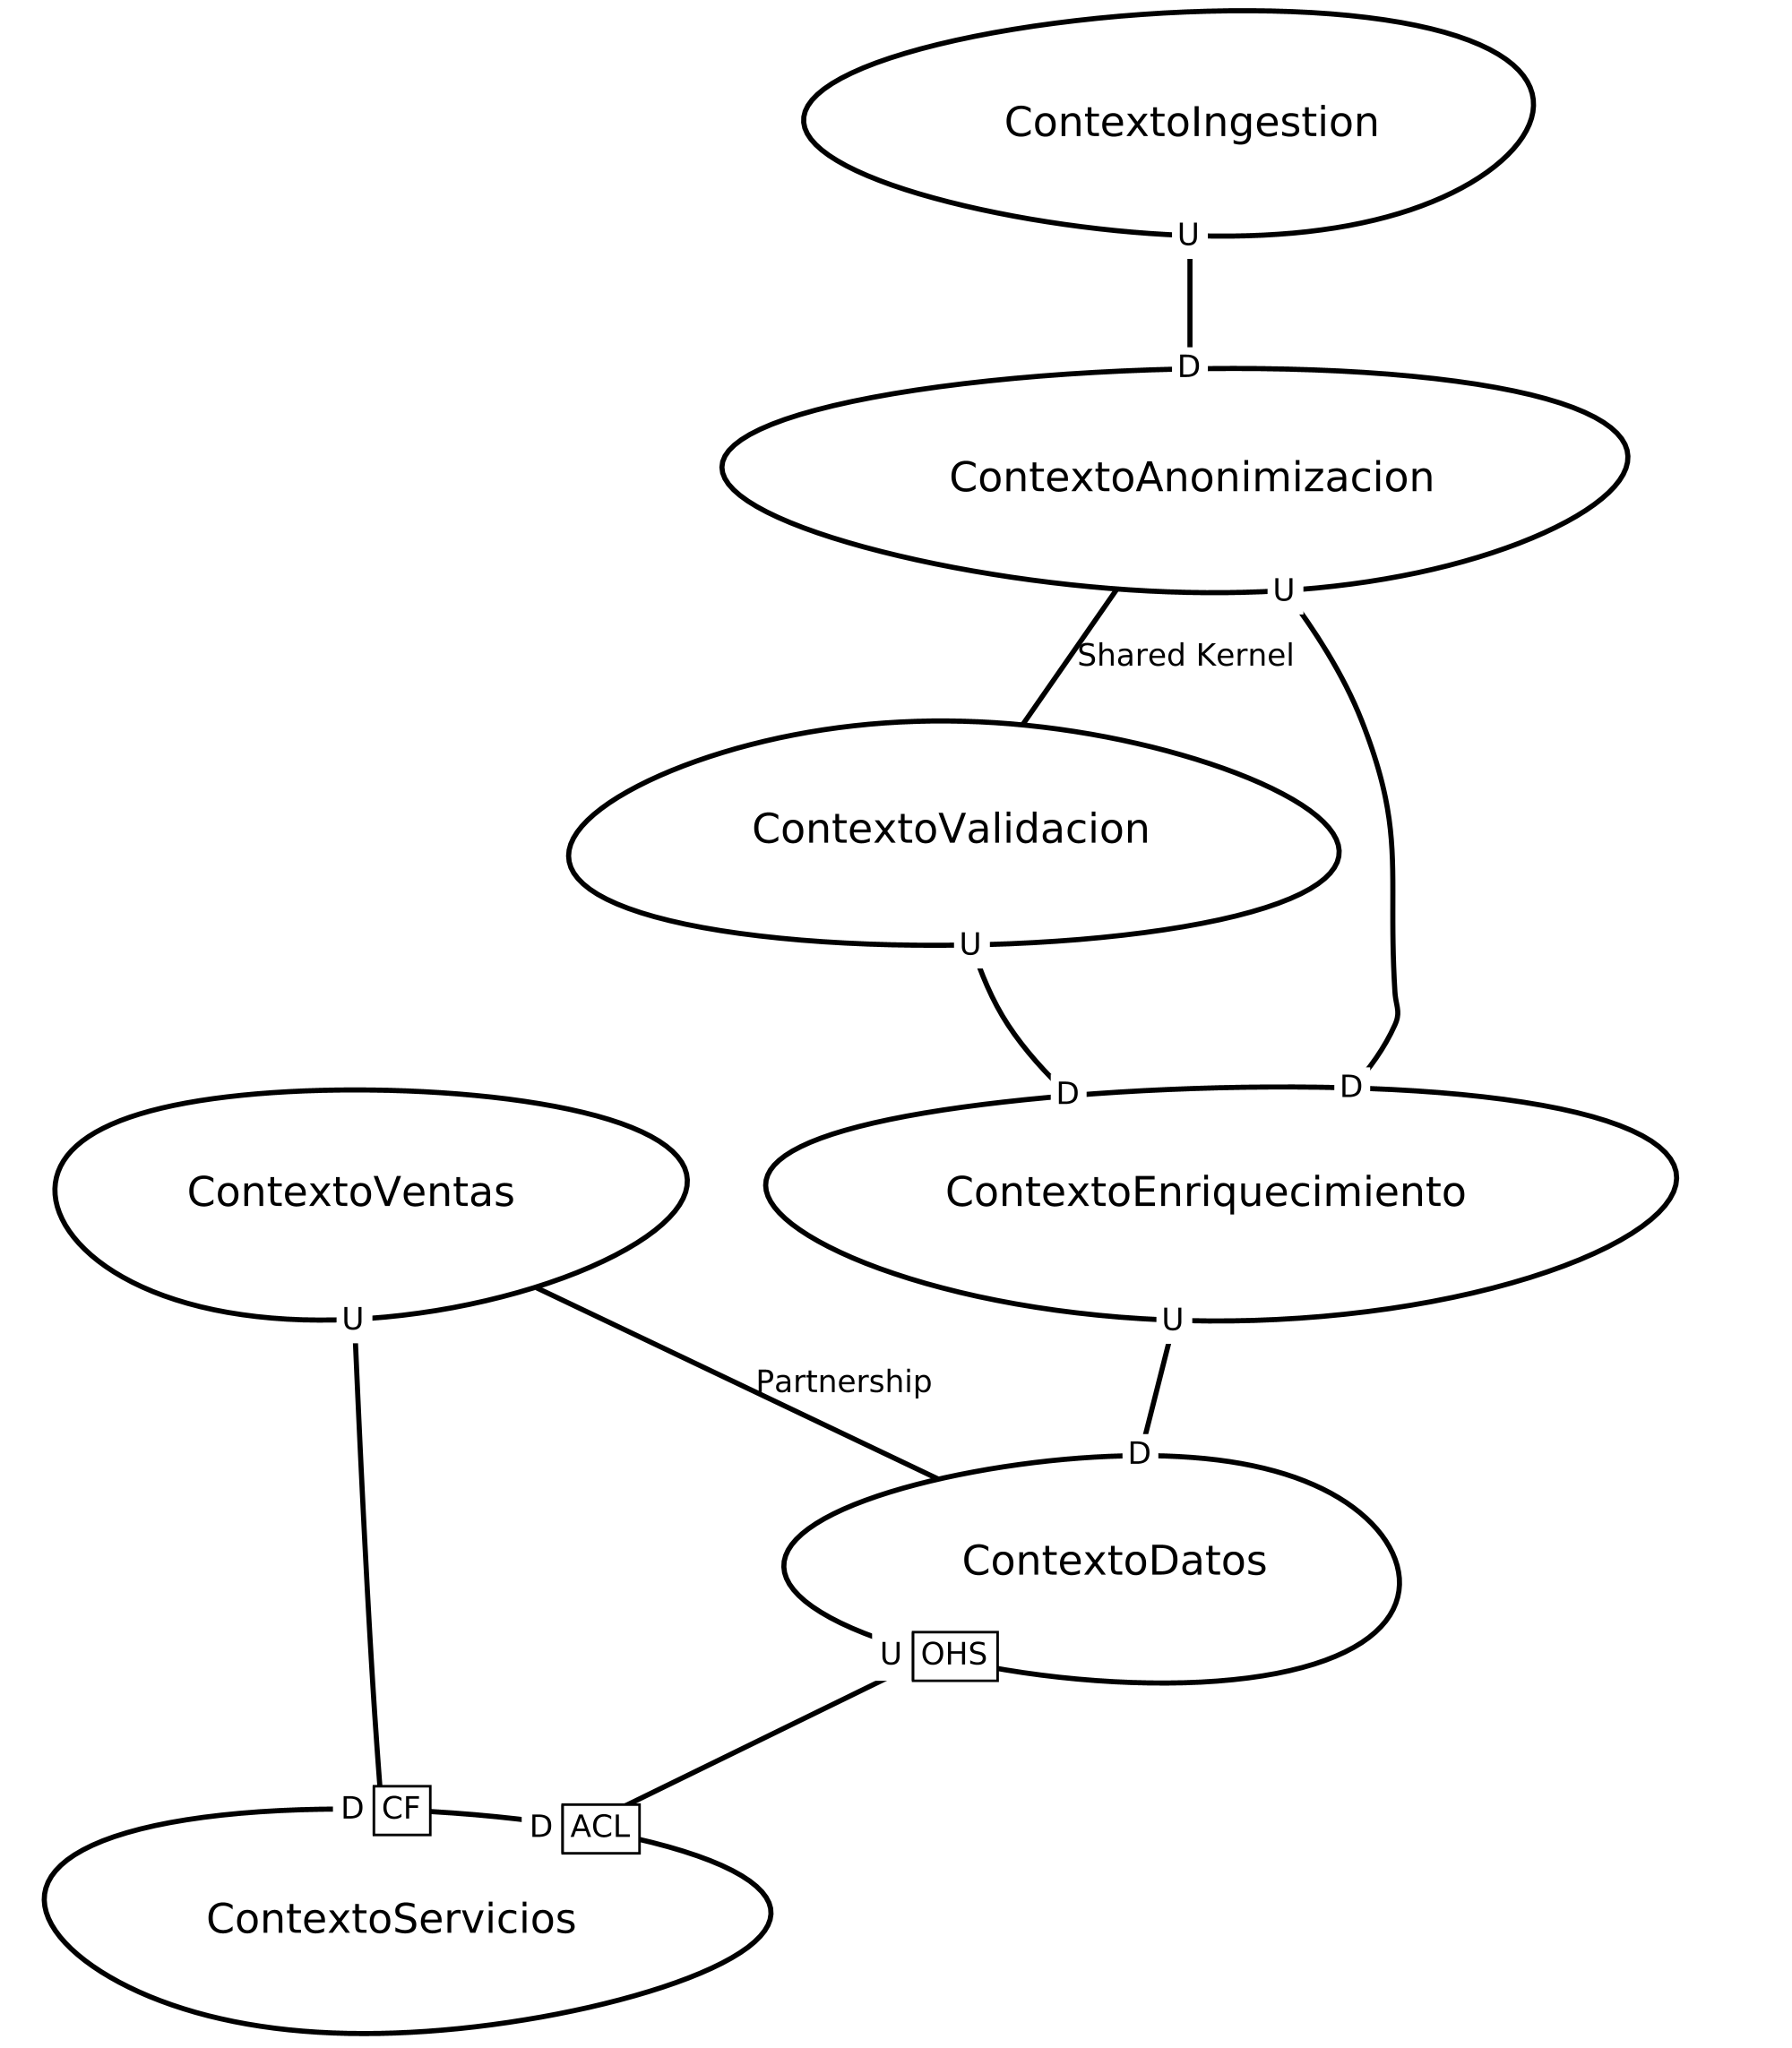 ContextoIngestion
U
D
ContextoAnonimizacion
U
Shared Kernel
ContextoValidacion
U
D
D
ContextoVentas
ContextoEnriquecimiento
U
U
Partnership
D
ContextoDatos
U OHS
D CF
D ACL
ContextoServicios